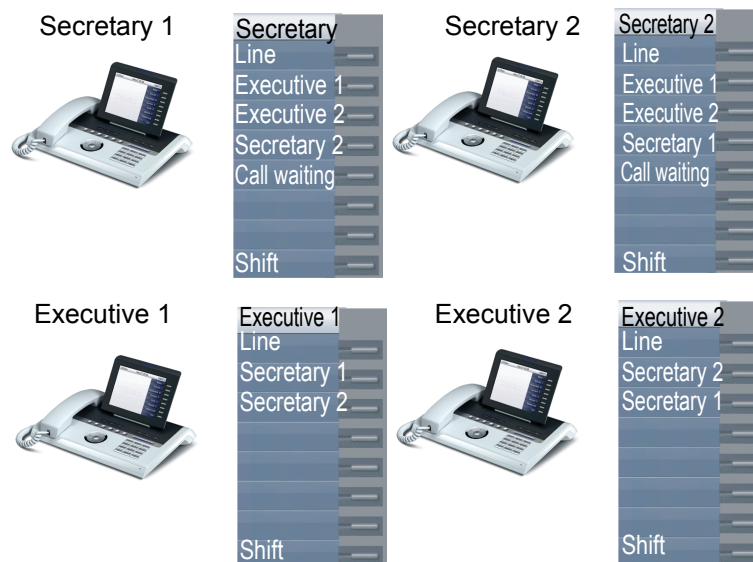 Secretary 1
Secretary
Line
Executive 1
Executive 2
Secretary 2
Call waiting
Shift
Secretary 2
Secretary 2
Line
Executive 1
Executive 2
Secretary 1
Call waiting
Shift
Executive 1
Executive 1
Line
Secretary 1
Secretary 2
Shift
Executive 2
Executive 2
Line
Secretary 2
Secretary 1
Shift